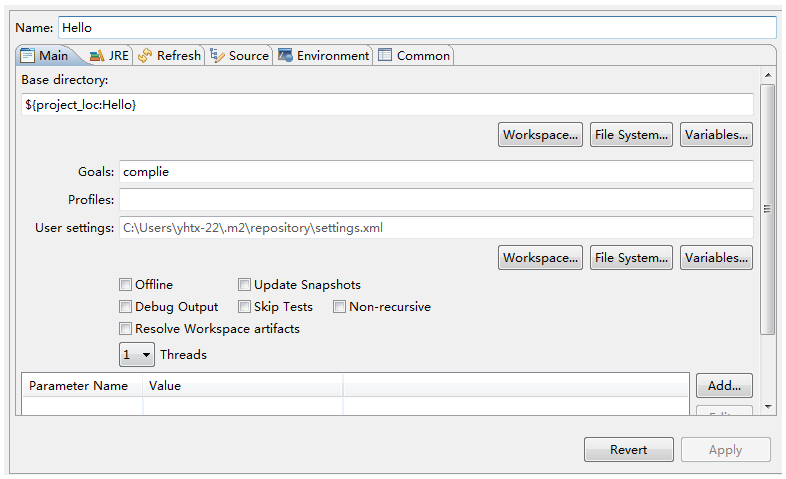 Name: Hello
Main JRE Refresh Source Environment Common
Base directory:
${project_loc:Hello}
Workspace... File System... Variables...
Goals: complie
Profiles:
User settings: C:\Users\yhtx-22\.m2\repository\settings.xml
Workspace... File System... Variables...
Offline Update Snapshots
Debug Output Skip Tests Non-recursive
Resolve Workspace artifacts
1 Threads
Parameter Name Value Add...
Revert Apply